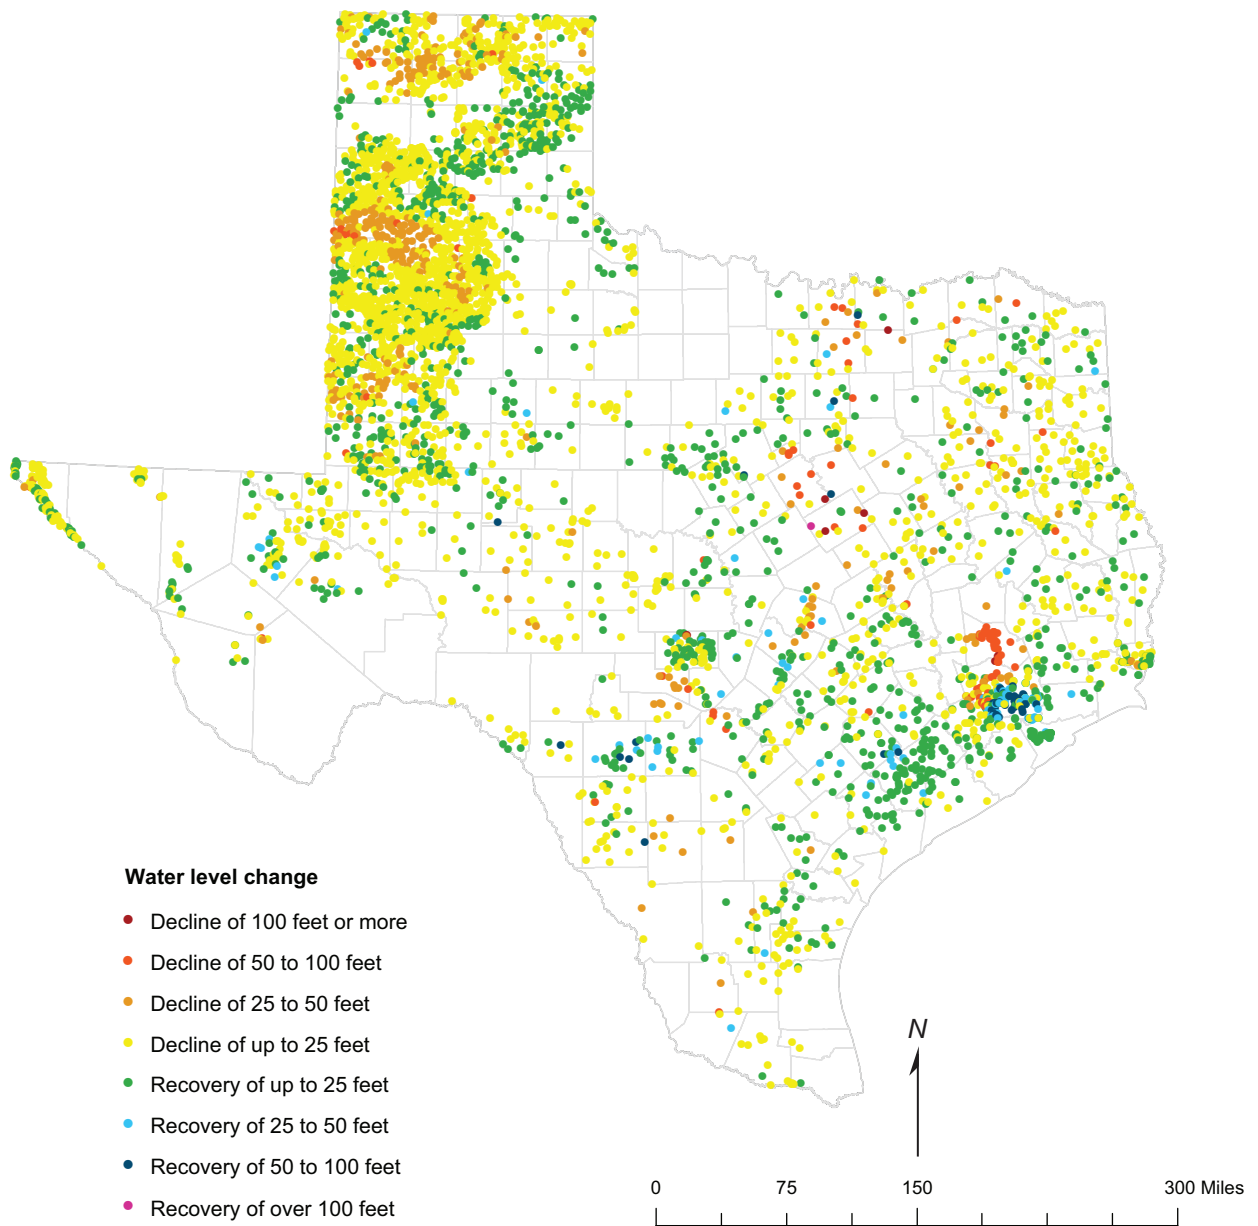 Water level change
Decline of 100 feet or more
Decline of 50 to 100 feet
Decline of 25 to 50 feet
Decline of up to 25 feet
Recovery of up to 25 feet
Recovery of 25 to 50 feet
Recovery of 50 to 100 feet
Recovery of over 100 feet
N
0 75 150 300 Miles